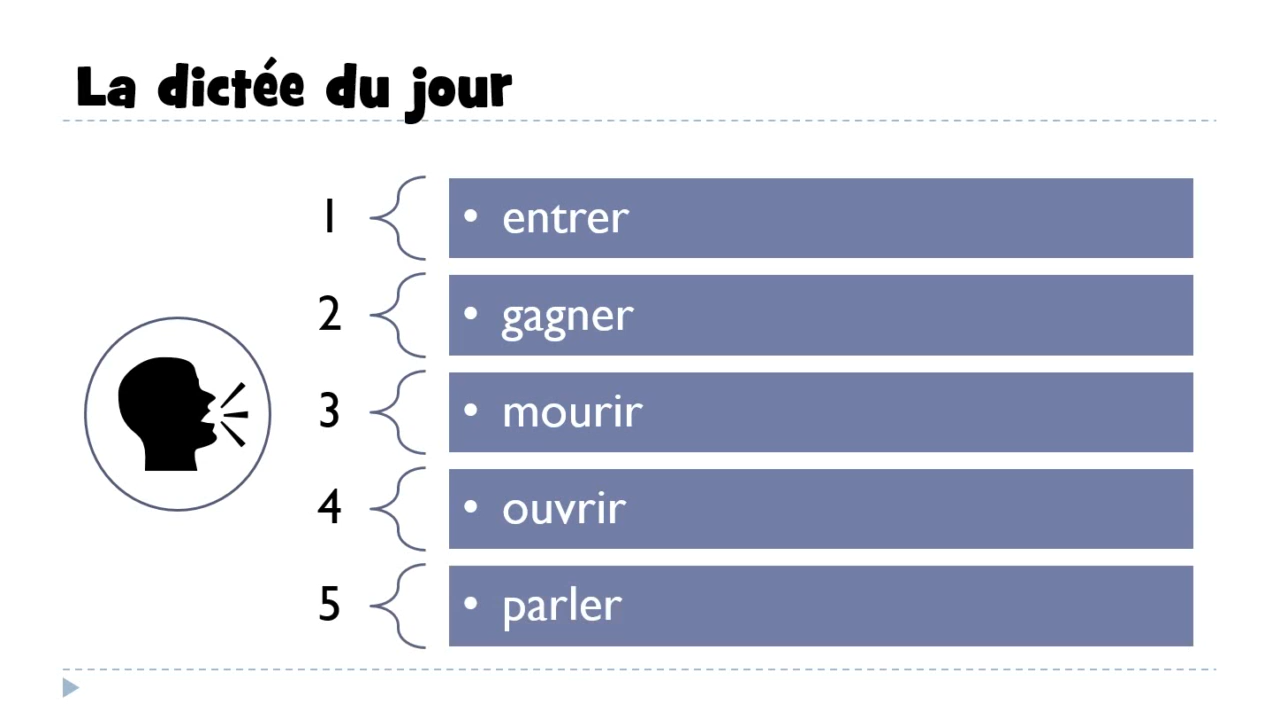 La dictée du jour
1
• entrer
2
• gagner
3
• mourir
4
• ouvrir
5
• parler